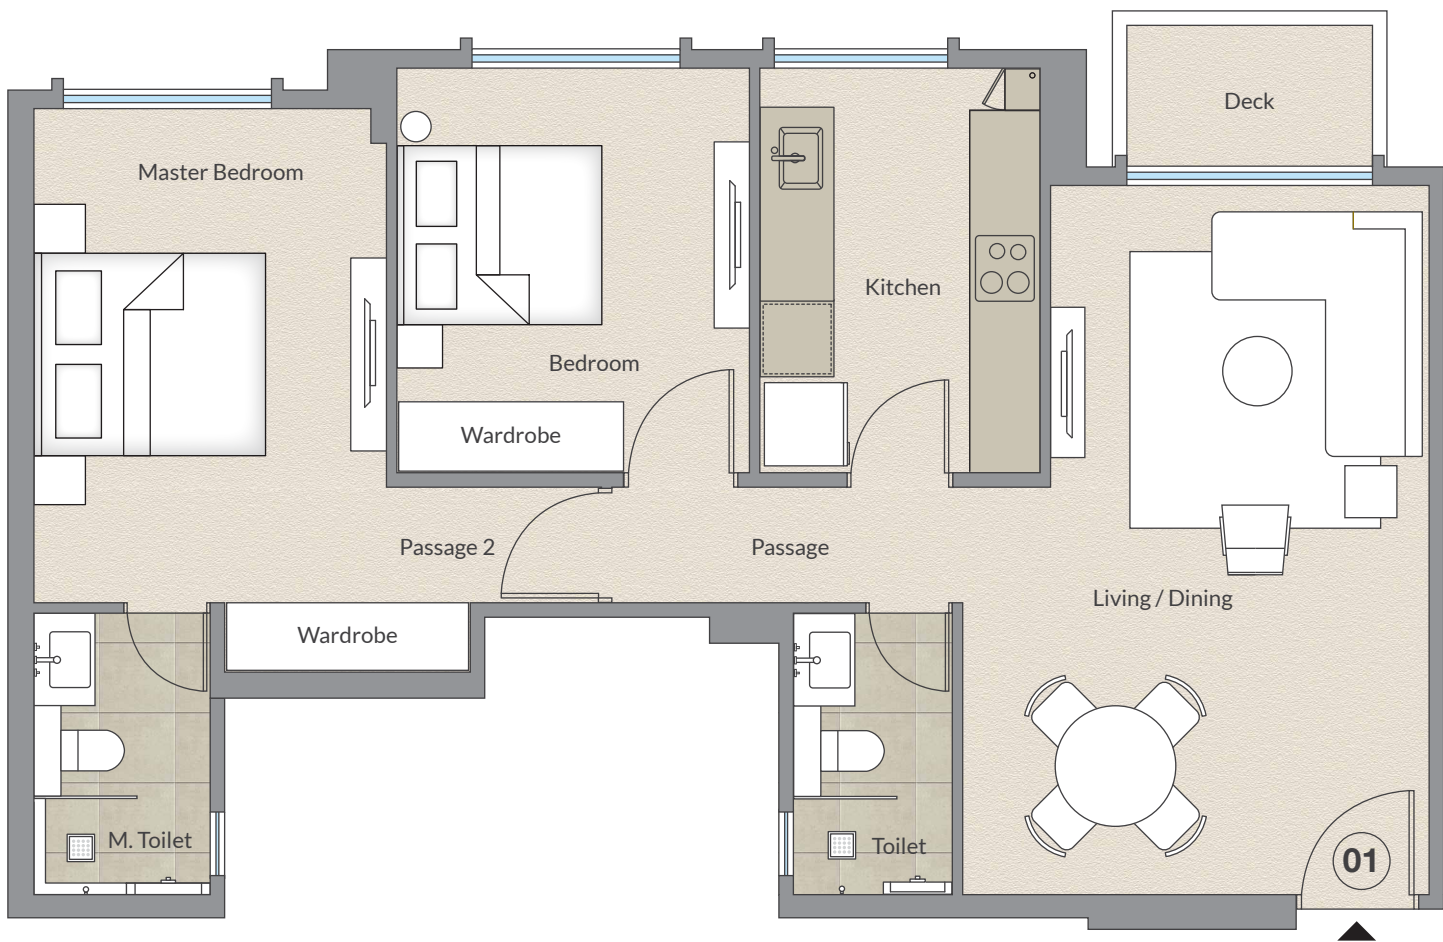 Deck
Master Bedroom
Kitchen
Bedroom
Wardrobe
Passage 2
Passage
Living / Dining
Wardrobe
M. Toilet
Toilet
01